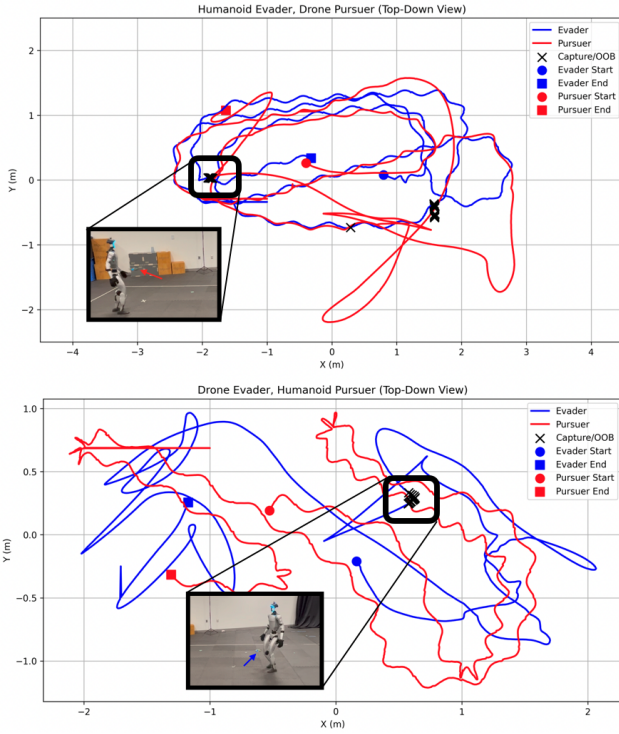 Humanoid Evader, Drone Pursuer (Top-Down View)
Evader
Pursuer
Capture/OOB
Evader Start
Evader End
Pursuer Start
Pursuer End
2
1
0
−1
−2
Y (m)
−4 −3 −2 −1 0 1 2 3 4
X (m)
Drone Evader, Humanoid Pursuer (Top-Down View)
Evader
Pursuer
Capture/OOB
Evader Start
Evader End
Pursuer Start
Pursuer End
1.0
0.5
0.0
−0.5
−1.0
Y (m)
−2 −1 0 1 2
X (m)